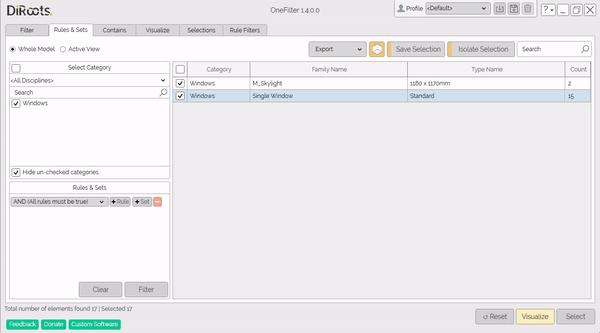 DiRoots.
OneFilter 1.4.0.0
Profile <Default>
?
Filter
Rules & Sets
Contains
Visualize
Selections
Rule Filters
Whole Model
Active View
Export
Save Selection
Isolate Selection
Search
Select Category
<All Disciplines>
Search
Windows
Hide un-checked categories
Rules & Sets
AND (All rules must be true)
+Rule
+Set
Clear
Filter
Category Family Name Type Name Count
Windows M_Skylight 1180 x 1170mm 2
Windows Single Window Standard 15
Total number of elements found 17 | Selected 17
Feedback
Donate
Custom Software
Reset
Visualize
Select